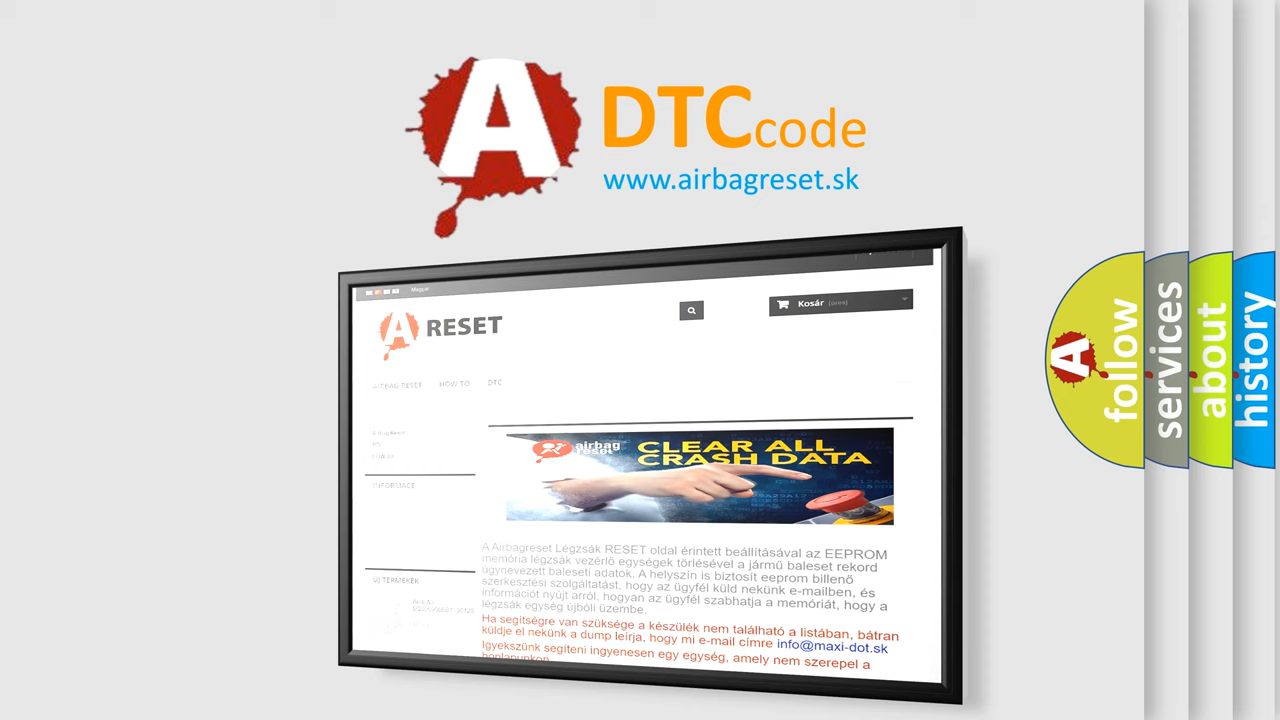 A
DTC code
www.airbagreset.sk
Magyar
A RESET
Kosár (üres)
AIRBAG RESET HOW TO DTC
INFORMACE
ÚJ TERMÉKEK
airbag
reset
CLEAR ALL
CRASH DATA
A Airbagreset Légzsák RESET oldal érintett beállításával az EEPROM
memória légzsák vezérlő egységek törlésével a jármű baleset rekord
úgynevezett baleseti adatok. A helyszín is biztosít eeprom billenő
szerkesztési szolgáltatást, hogy az ügyfél küld nekünk e-mailben, és
információt nyújt arról, hogyan az ügyfél szabhatja a memóriát, hogy a
légzsák egység újbóli üzembe.
Ha segítségre van szüksége a készülék nem található a listában, bátran
küldje el nekünk a dump leírja, hogy mi e-mail címre info@maxi-dot.sk
Igyekszünk segíteni ingyenesen egy egység, amely nem szerepel a
honlapunkon
A
follow
services
about
history